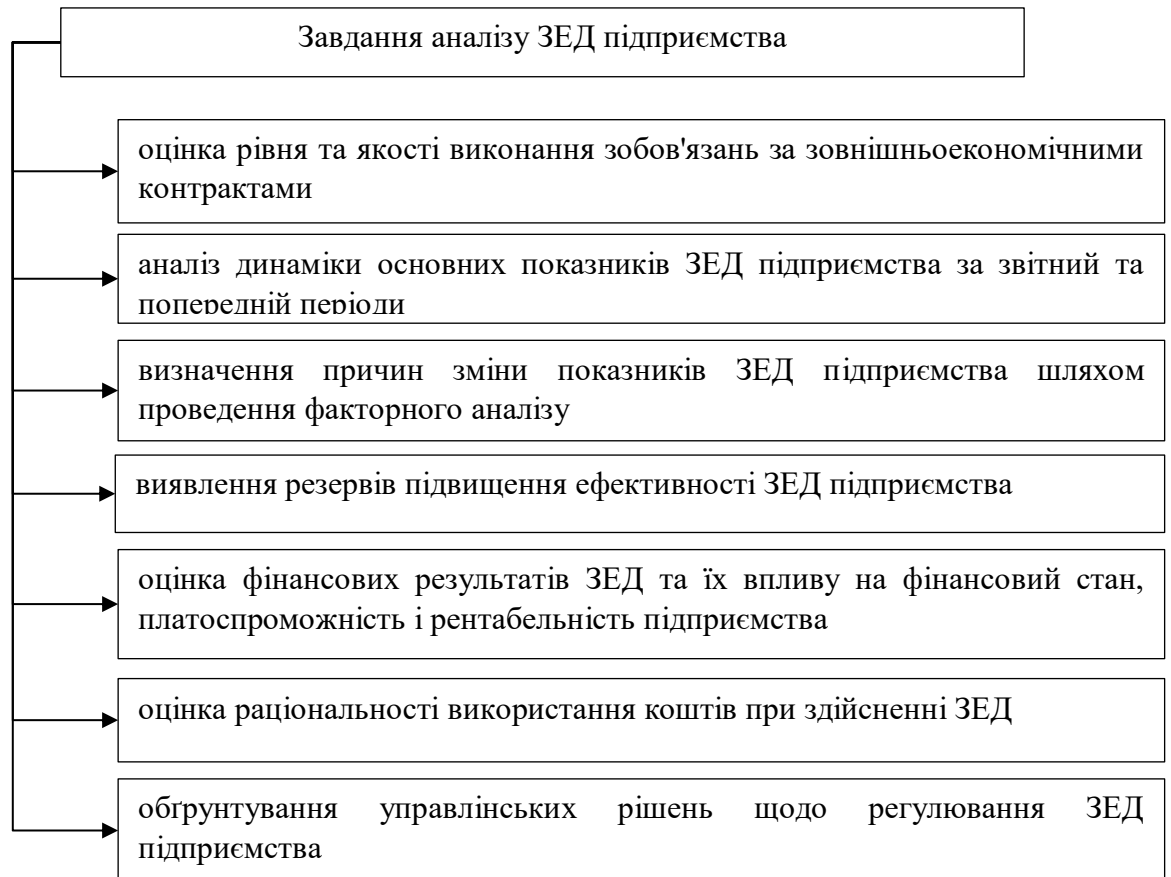 Завдання аналізу ЗЕД підприємства
оцінка рівня та якості виконання зобов'язань за зовнішньоекономічними
контрактами
аналіз динаміки основних показників ЗЕД підприємства за звітний та
попередній періоди
визначення причин зміни показників ЗЕД підприємства шляхом
проведення факторного аналізу
виявлення резервів підвищення ефективності ЗЕД підприємства
оцінка фінансових результатів ЗЕД та їх впливу на фінансовий стан,
платоспроможність і рентабельність підприємства
оцінка раціональності використання коштів при здійсненні ЗЕД
обґрунтування управлінських рішень щодо регулювання ЗЕД
підприємства